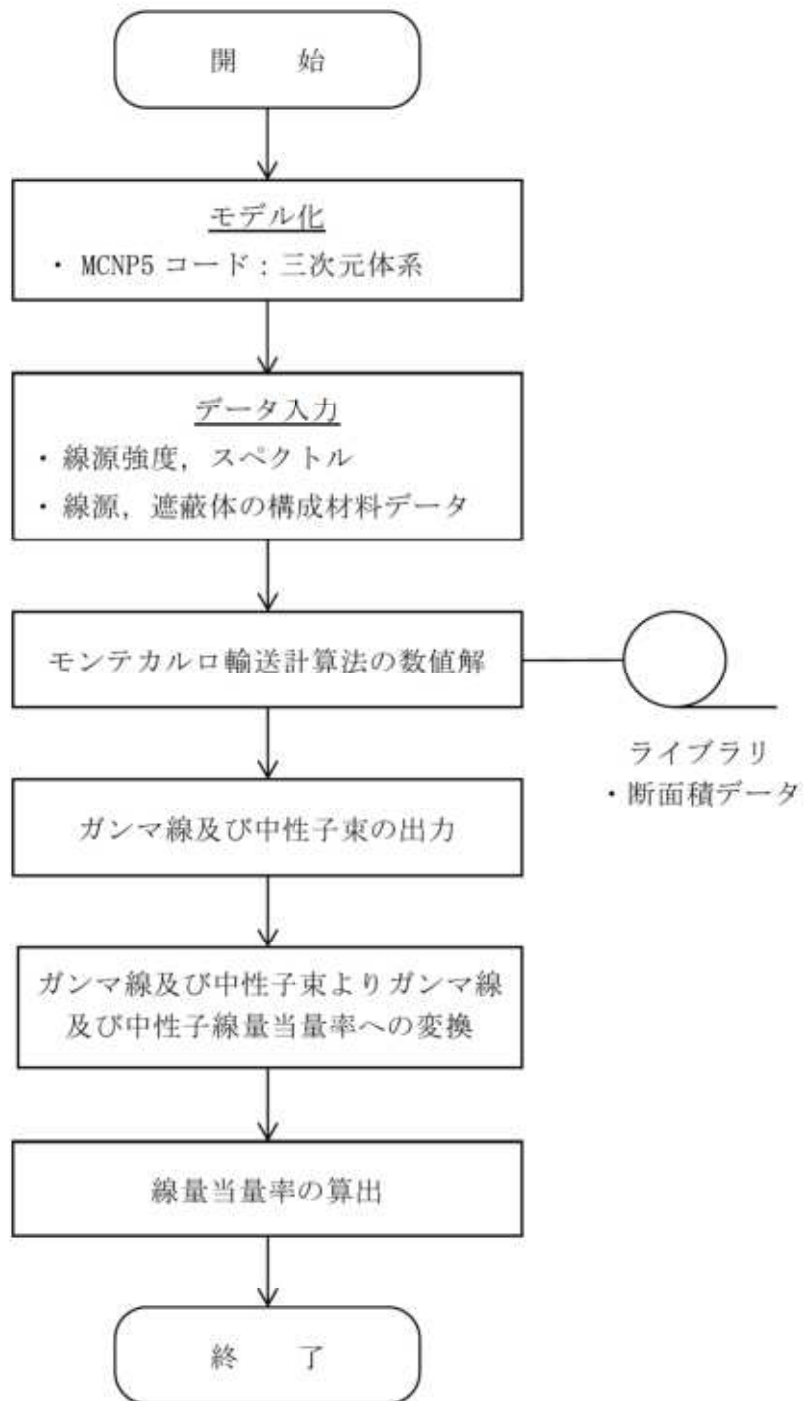 開 始
モデル化
・ MCNP5 コード：三次元体系
データ入力
・線源強度，スペクトル
・線源，遮蔽体の構成材料データ
モンテカルロ輸送計算法の数値解
ライブラリ
・断面積データ
ガンマ線及び中性子束の出力
ガンマ線及び中性子束よりガンマ線
及び中性子線量当量率への変換
線量当量率の算出
終 了